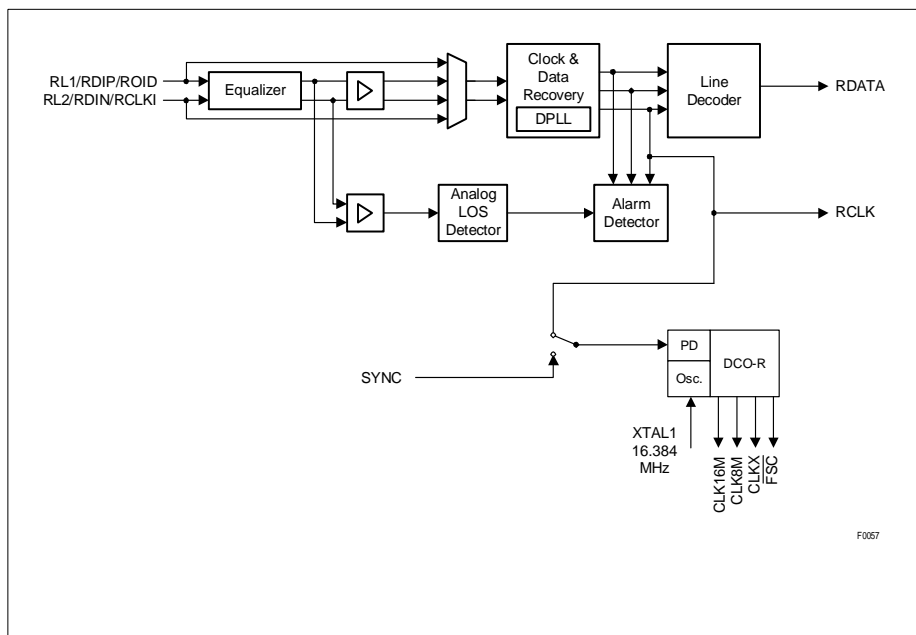 RL1/RDIP/ROID
RL2/RDIN/RCLKI
Equalizer
Clock &
Data
Recovery
DPLL
Line
Decoder
RDATA
Analog
LOS
Detector
Alarm
Detector
RCLK
SYNC
PD
Osc.
DCO-R
XTAL1
16.384
MHz
CLK16M
CLK8M
CLKX
FSC
F0057